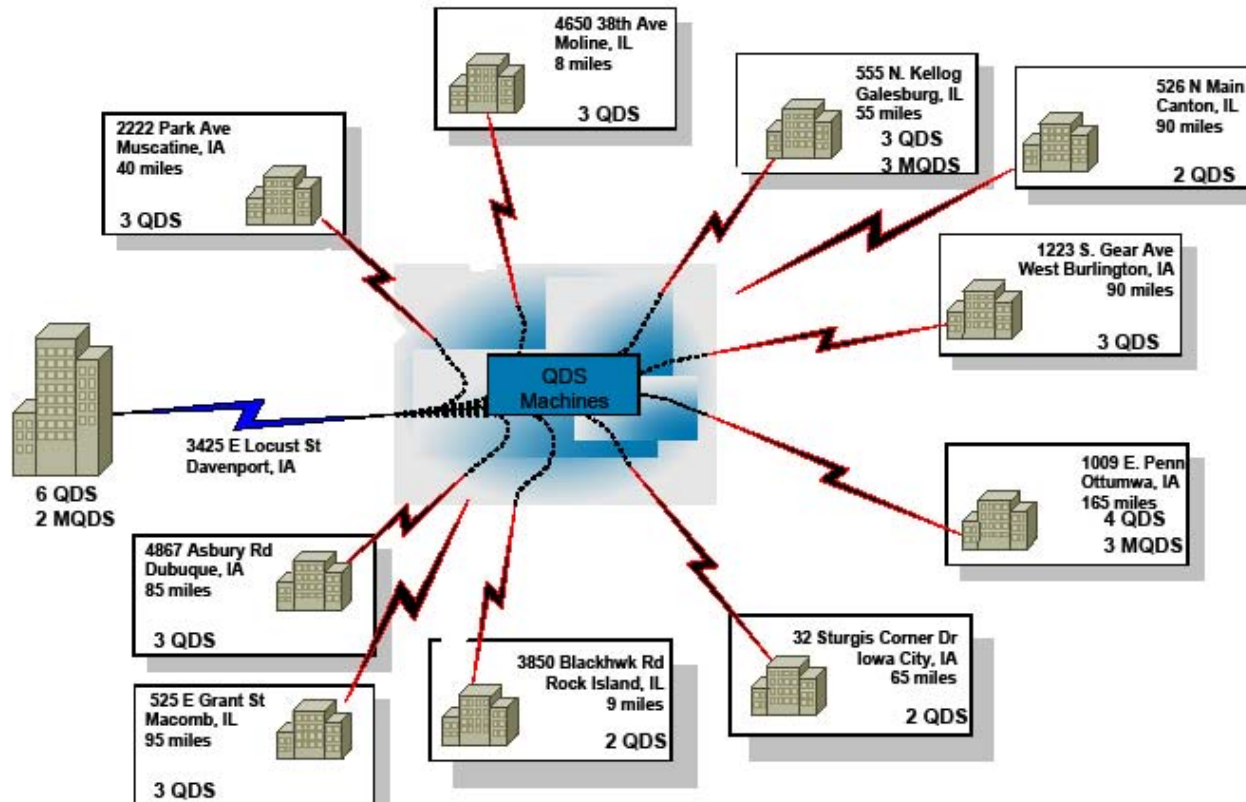 4650 38th Ave
Moline, IL
8 miles
3 QDS
555 N. Kellog
Galesburg, IL
55 miles
3 QDS
3 MQDS
526 N Main
Canton, IL
90 miles
2 QDS
2222 Park Ave
Muscatine, IA
40 miles
3 QDS
1223 S. Gear Ave
West Burlington, IA
90 miles
3 QDS
QDS
Machines
3425 E Locust St
Davenport, IA
6 QDS
2 MQDS
1009 E. Penn
Ottumwa, IA
165 miles
4 QDS
3 MQDS
4867 Asbury Rd
Dubuque, IA
85 miles
3 QDS
525 E Grant St
Macomb, IL
95 miles
3 QDS
3850 Blackhwk Rd
Rock Island, IL
9 miles
2 QDS
32 Sturgis Corner Dr
Iowa City, IA
65 miles
2 QDS